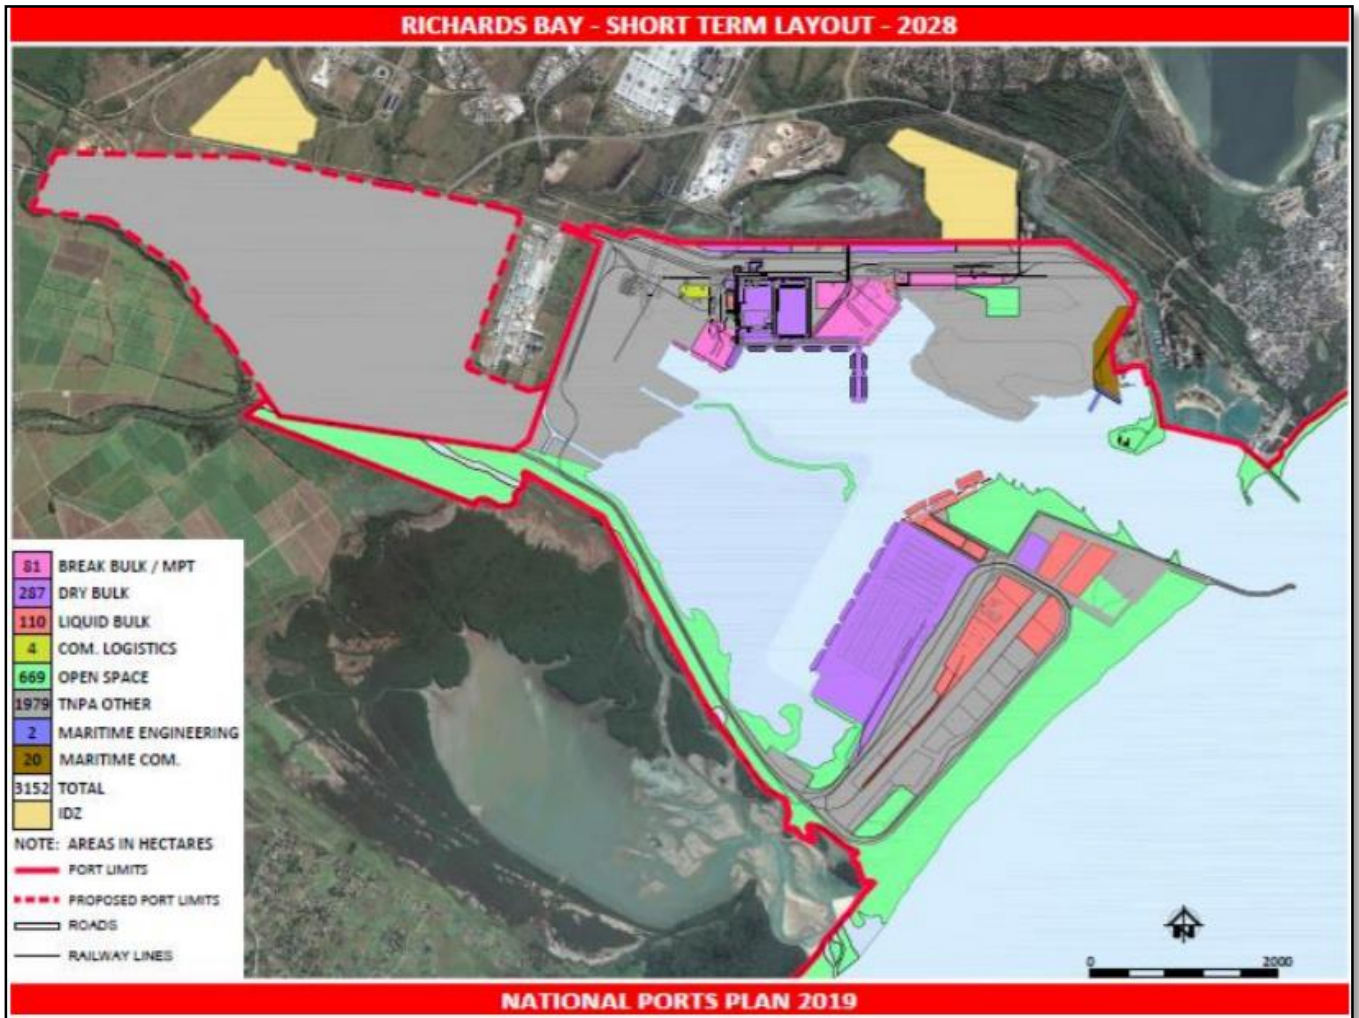 RICHARDS BAY - SHORT TERM LAYOUT - 2028
81 BREAK BULK / MPT
287 DRY BULK
110 LIQUID BULK
4 COM. LOGISTICS
669 OPEN SPACE
1979 TNPA OTHER
2 MARITIME ENGINEERING
20 MARITIME COM.
3152 TOTAL
IDZ
NOTE: AREAS IN HECTARES
PORT LIMITS
PROPOSED PORT LIMITS
ROADS
RAILWAY LINES
N
0 2000
NATIONAL PORTS PLAN 2019